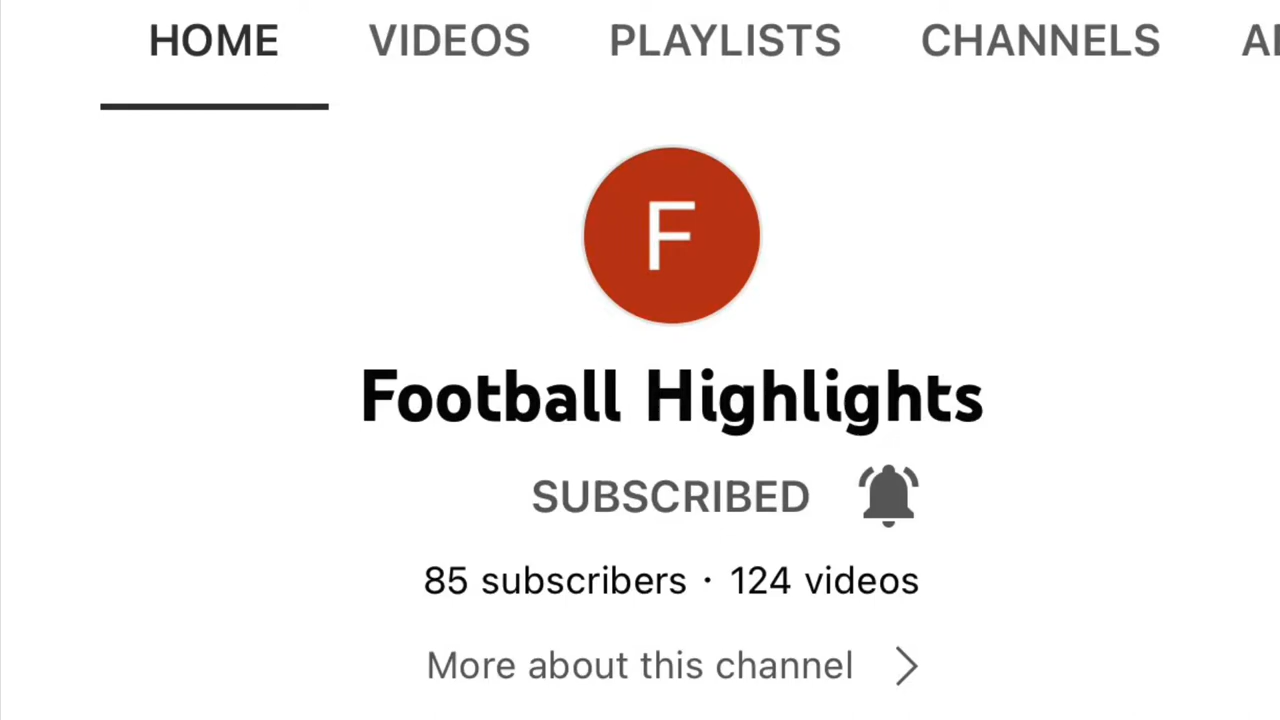 HOME VIDEOS PLAYLISTS CHANNELS
F
Football Highlights
SUBSCRIBED
85 subscribers · 124 videos
More about this channel